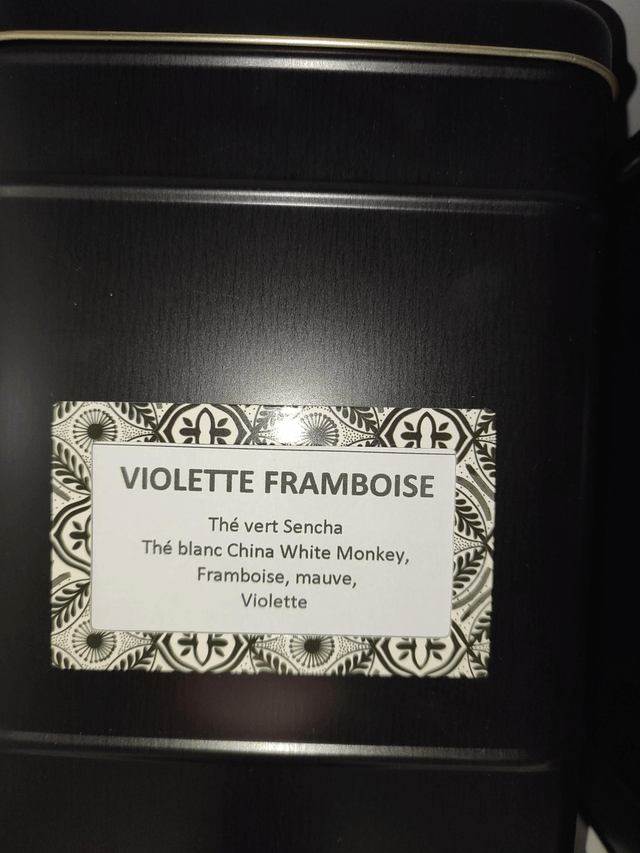 VIOLETTE FRAMBOISE
Thé vert Sencha
Thé blanc China White Monkey,
Framboise, mauve,
Violette